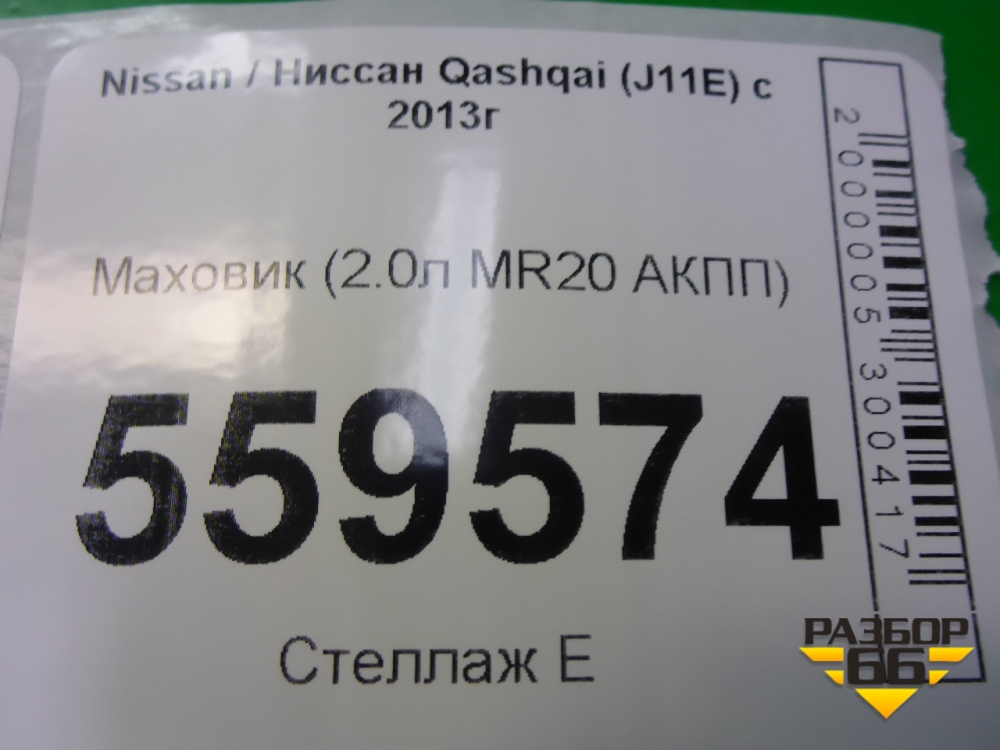 Nissan / Ниссан Qashqai (J11E) с
2013г
Маховик (2.0л MR20 АКПП)
559574
Стеллаж Е
2000005300417
РАЗБОР
66